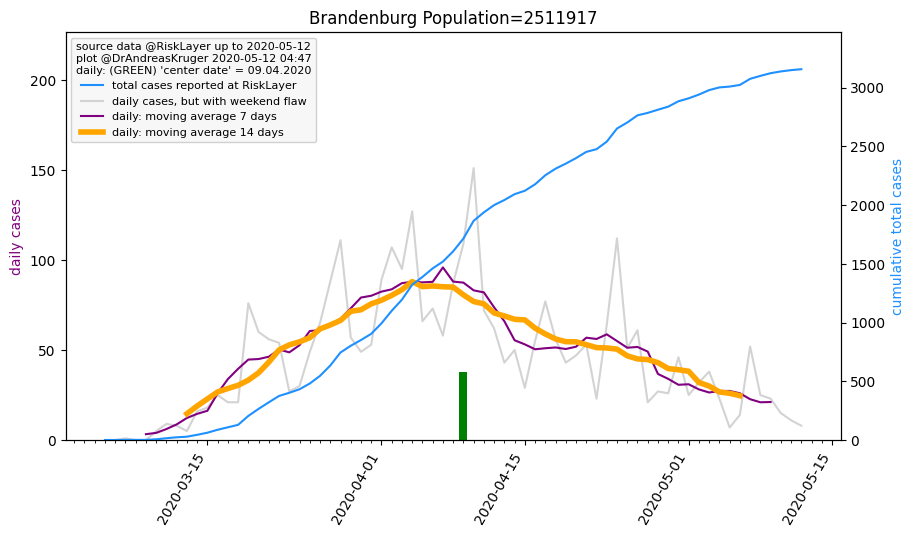 Brandenburg Population=2511917
source data @RiskLayer up to 2020-05-12
plot @DrAndreasKruger 2020-05-12 04:47
daily: (GREEN) 'center date' = 09.04.2020
total cases reported at RiskLayer
daily cases, but with weekend flaw
daily: moving average 7 days
daily: moving average 14 days
daily cases
200
150
100
50
0
cumulative total cases
3000
2500
2000
1500
1000
500
0
2020-03-15
2020-04-01
2020-04-15
2020-05-01
2020-05-15